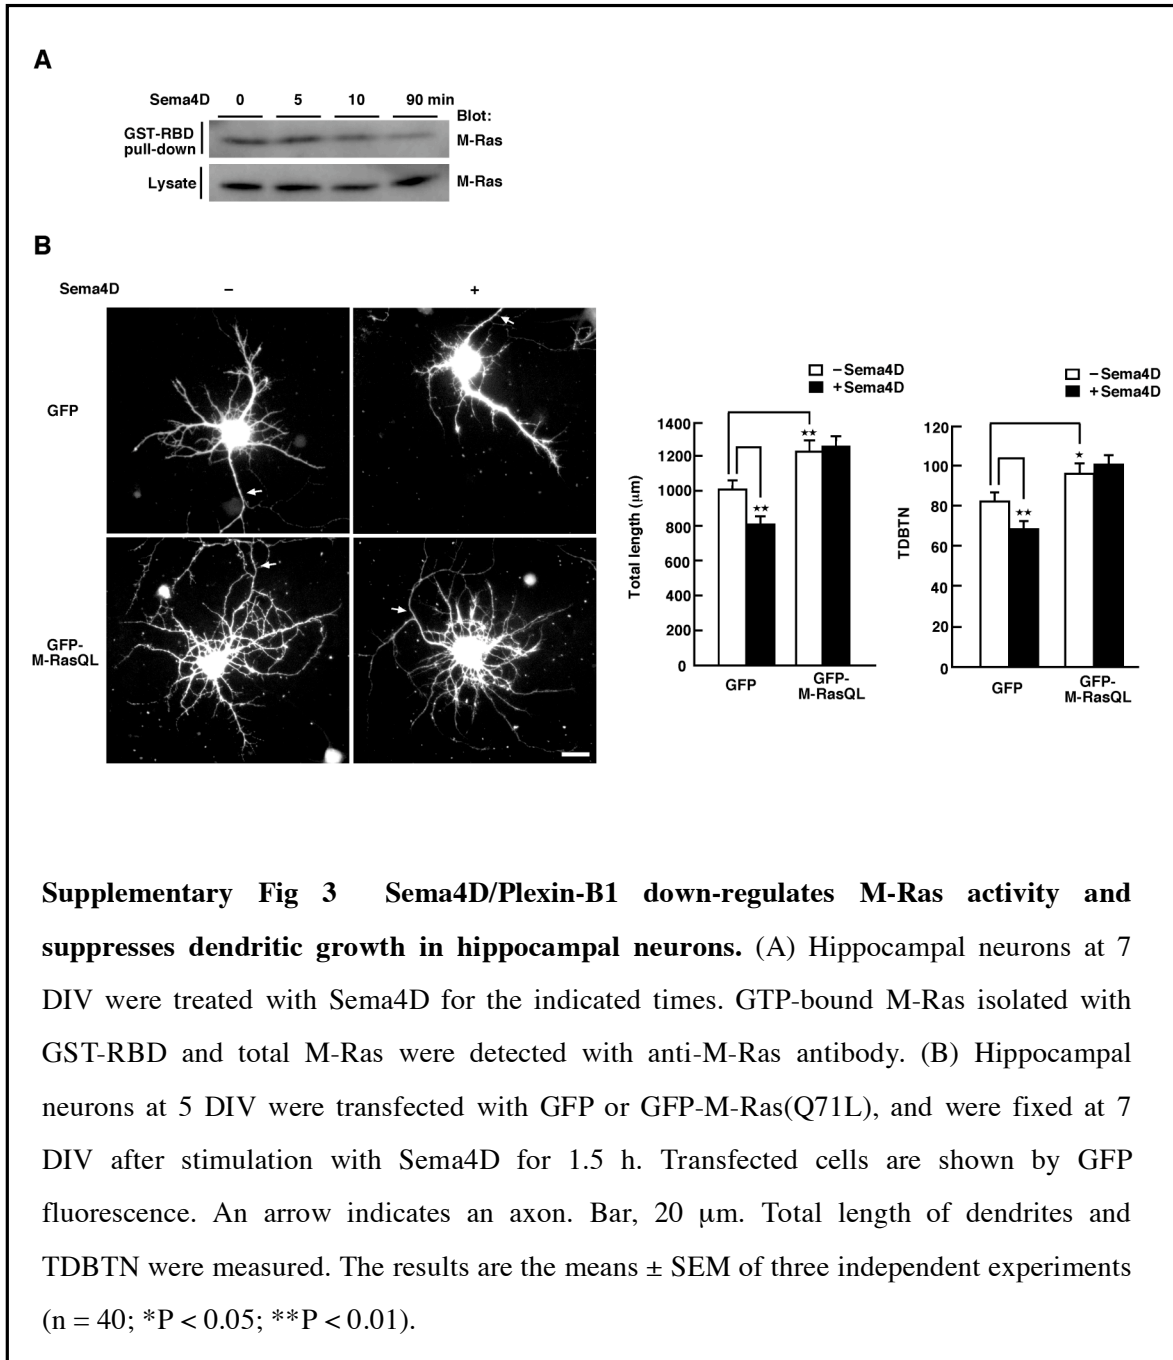 A
Sema4D 0 5 10 90 min
Blot:
GST-RBD
pull-down
M-Ras
Lysate
M-Ras
B
Sema4D – +
GFP
GFP-
M-RasQL
– Sema4D
+ Sema4D
Total length (μm)
1400
1200
1000
800
600
400
200
0
★★
★★
GFP
GFP-
M-RasQL
– Sema4D
+ Sema4D
TDBTN
120
100
80
60
40
20
0
★★
★
GFP
GFP-
M-RasQL
Supplementary Fig 3 Sema4D/Plexin-B1 down-regulates M-Ras activity and
suppresses dendritic growth in hippocampal neurons. (A) Hippocampal neurons at 7
DIV were treated with Sema4D for the indicated times. GTP-bound M-Ras isolated with
GST-RBD and total M-Ras were detected with anti-M-Ras antibody. (B) Hippocampal
neurons at 5 DIV were transfected with GFP or GFP-M-Ras(Q71L), and were fixed at 7
DIV after stimulation with Sema4D for 1.5 h. Transfected cells are shown by GFP
fluorescence. An arrow indicates an axon. Bar, 20 μm. Total length of dendrites and
TDBTN were measured. The results are the means ± SEM of three independent experiments
(n = 40; *P < 0.05; **P < 0.01).